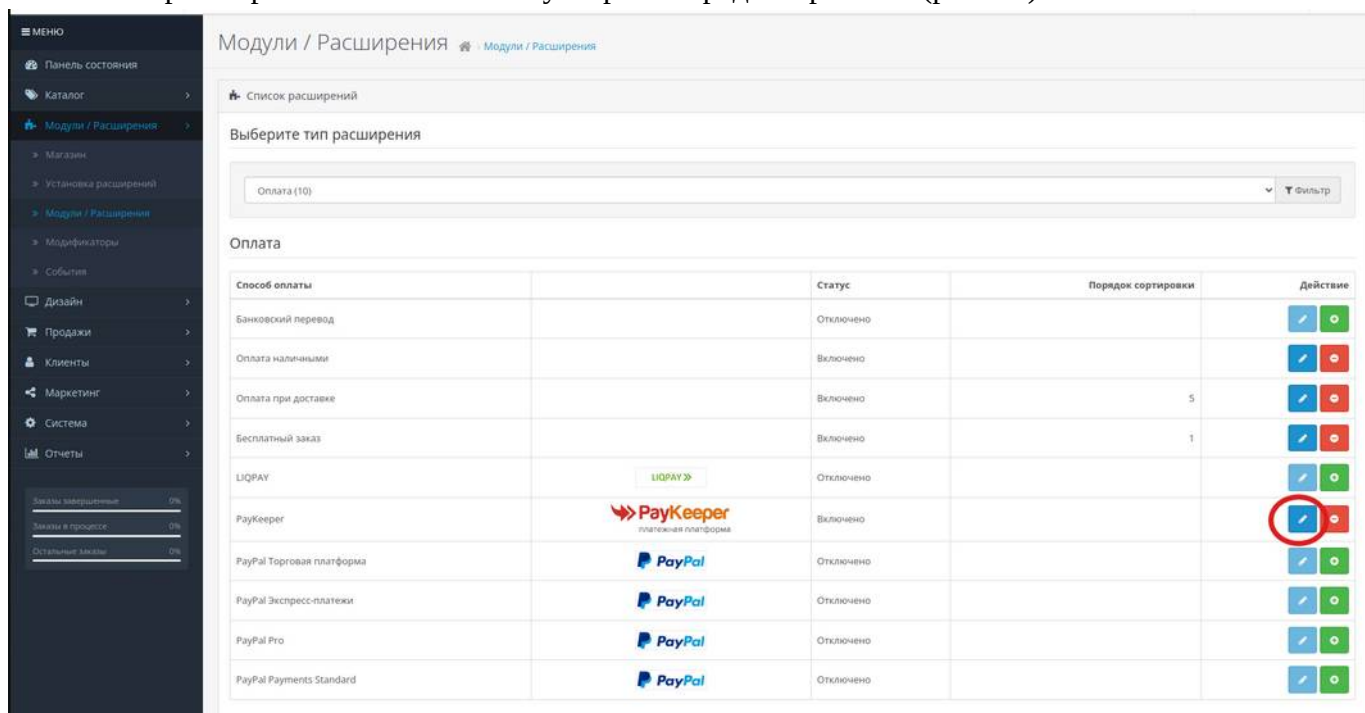 МЕНЮ
Панель состояния
Каталог
Модули / Расширения
Магазин
Установка расширений
Модули / Расширения
Модификаторы
События
Дизайн
Продажи
Клиенты
Маркетинг
Система
Отчеты
Заказы завершенные 0%
Заказы в процессе 0%
Остальные заказы 0%
Модули / Расширения Модули / Расширения
Список расширений
Выберите тип расширения
Оплата (10) Фильтр
Оплата
Способ оплаты Статус Порядок сортировки Действие
Банковский перевод Отключено
Оплата наличными Включено
Оплата при доставке Включено 5
Бесплатный заказ Включено 1
LIQPAY LIQPAY Отключено
PayKeeper PayKeeper Включено
платежная платформа
PayPal Торговая платформа PayPal Отключено
PayPal Экспресс-платежи PayPal Отключено
PayPal Pro PayPal Отключено
PayPal Payments Standard PayPal Отключено